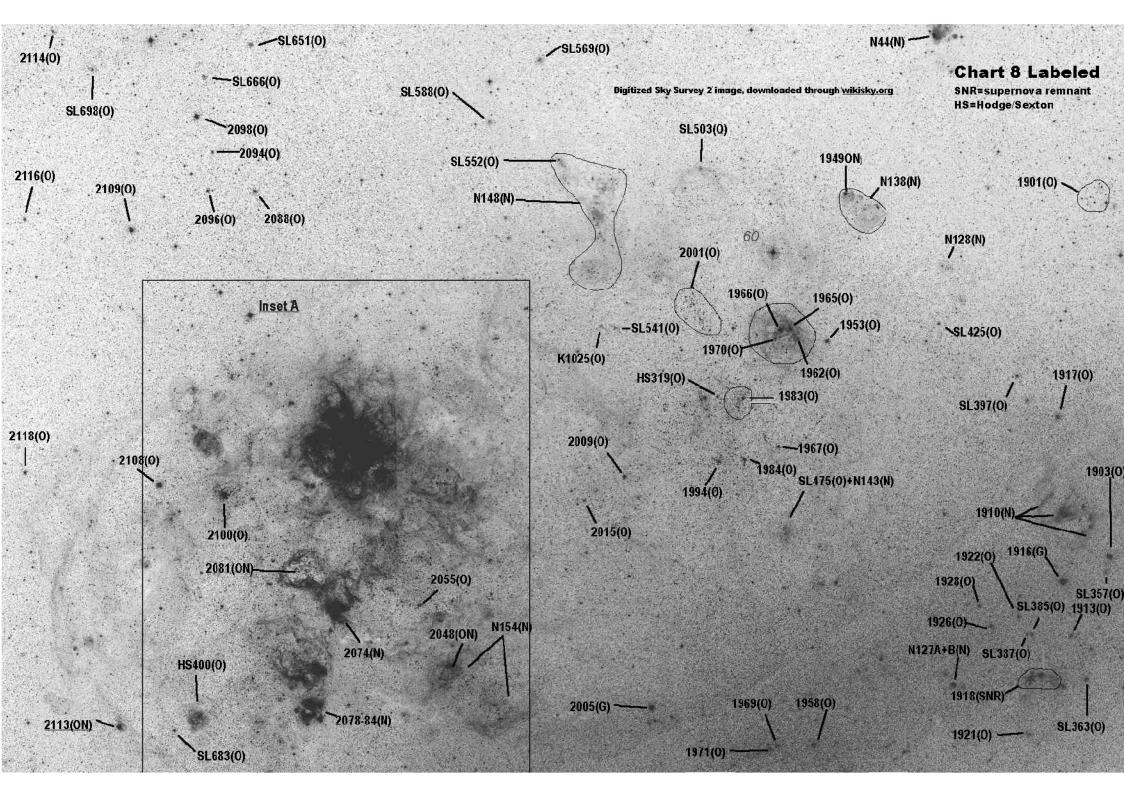 SL651(O)
SL569(O)
N44(N)
2114(O)
Chart 8 Labeled
SL666(O)
SNR=supernova remnant
SL588(O)
Digitized Sky Survey 2 image, downloaded through wikisky.org
HS=Hodge/Sexton
SL698(O)
2098(O)
SL503(O)
2094(O)
SL552(O)
1949ON)
2116(O)
2109(O)
N138(N)
1901(O)
N148(N)
2096(O)
2088(O)
60
N128(N)
2001(O)
1966(O)
1965(O)
Inset A
SL541(O)
1953(O)
SL425(O)
K1025(O)
1970(O)
1962(O)
HS319(O)
1917(O)
1983(O)
SL397(O)
2118(O)
2009(O)
1967(O)
2108(O)
1984(O)
1903(O)
SL475(O)+N143(N)
1994(O)
1910(N)
2100(O)
2015(O)
1922(O)
1916(G)
2081(ON)
2055(O)
1928(O)
SL357(O)
SL385(O)
1913(O)
1926(O)
N154(N)
2048(ON)
2074(N)
N127A+B(N)
SL387(O)
HS400(O)
1918(SNR)
2005(G)
1969(O)
1958(O)
2113(ON)
2078-84(N)
SL363(O)
1921(O)
SL683(O)
1971(O)